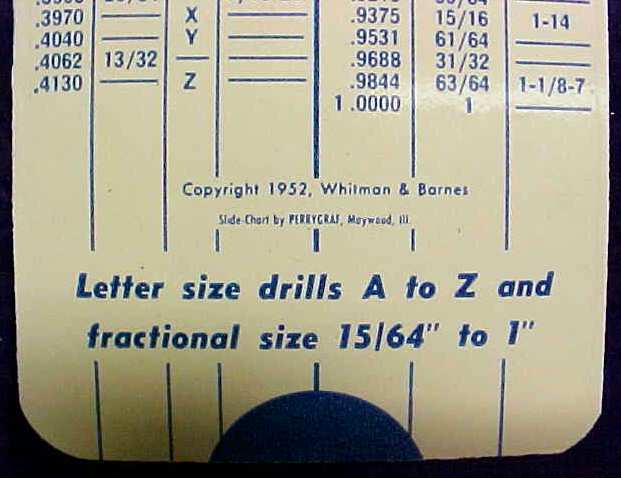 .3970 X .9375 15/16 1-14
.4040 Y .9531 61/64
.4062 13/32 .9688 31/32
.4130 Z .9844 63/64 1-1/8-7
1.0000 1
Copyright 1952, Whitman & Barnes
Slide-Chart by PERRYGRAF, Maywood, Ill.
Letter size drills A to Z and
fractional size 15/64" to 1"